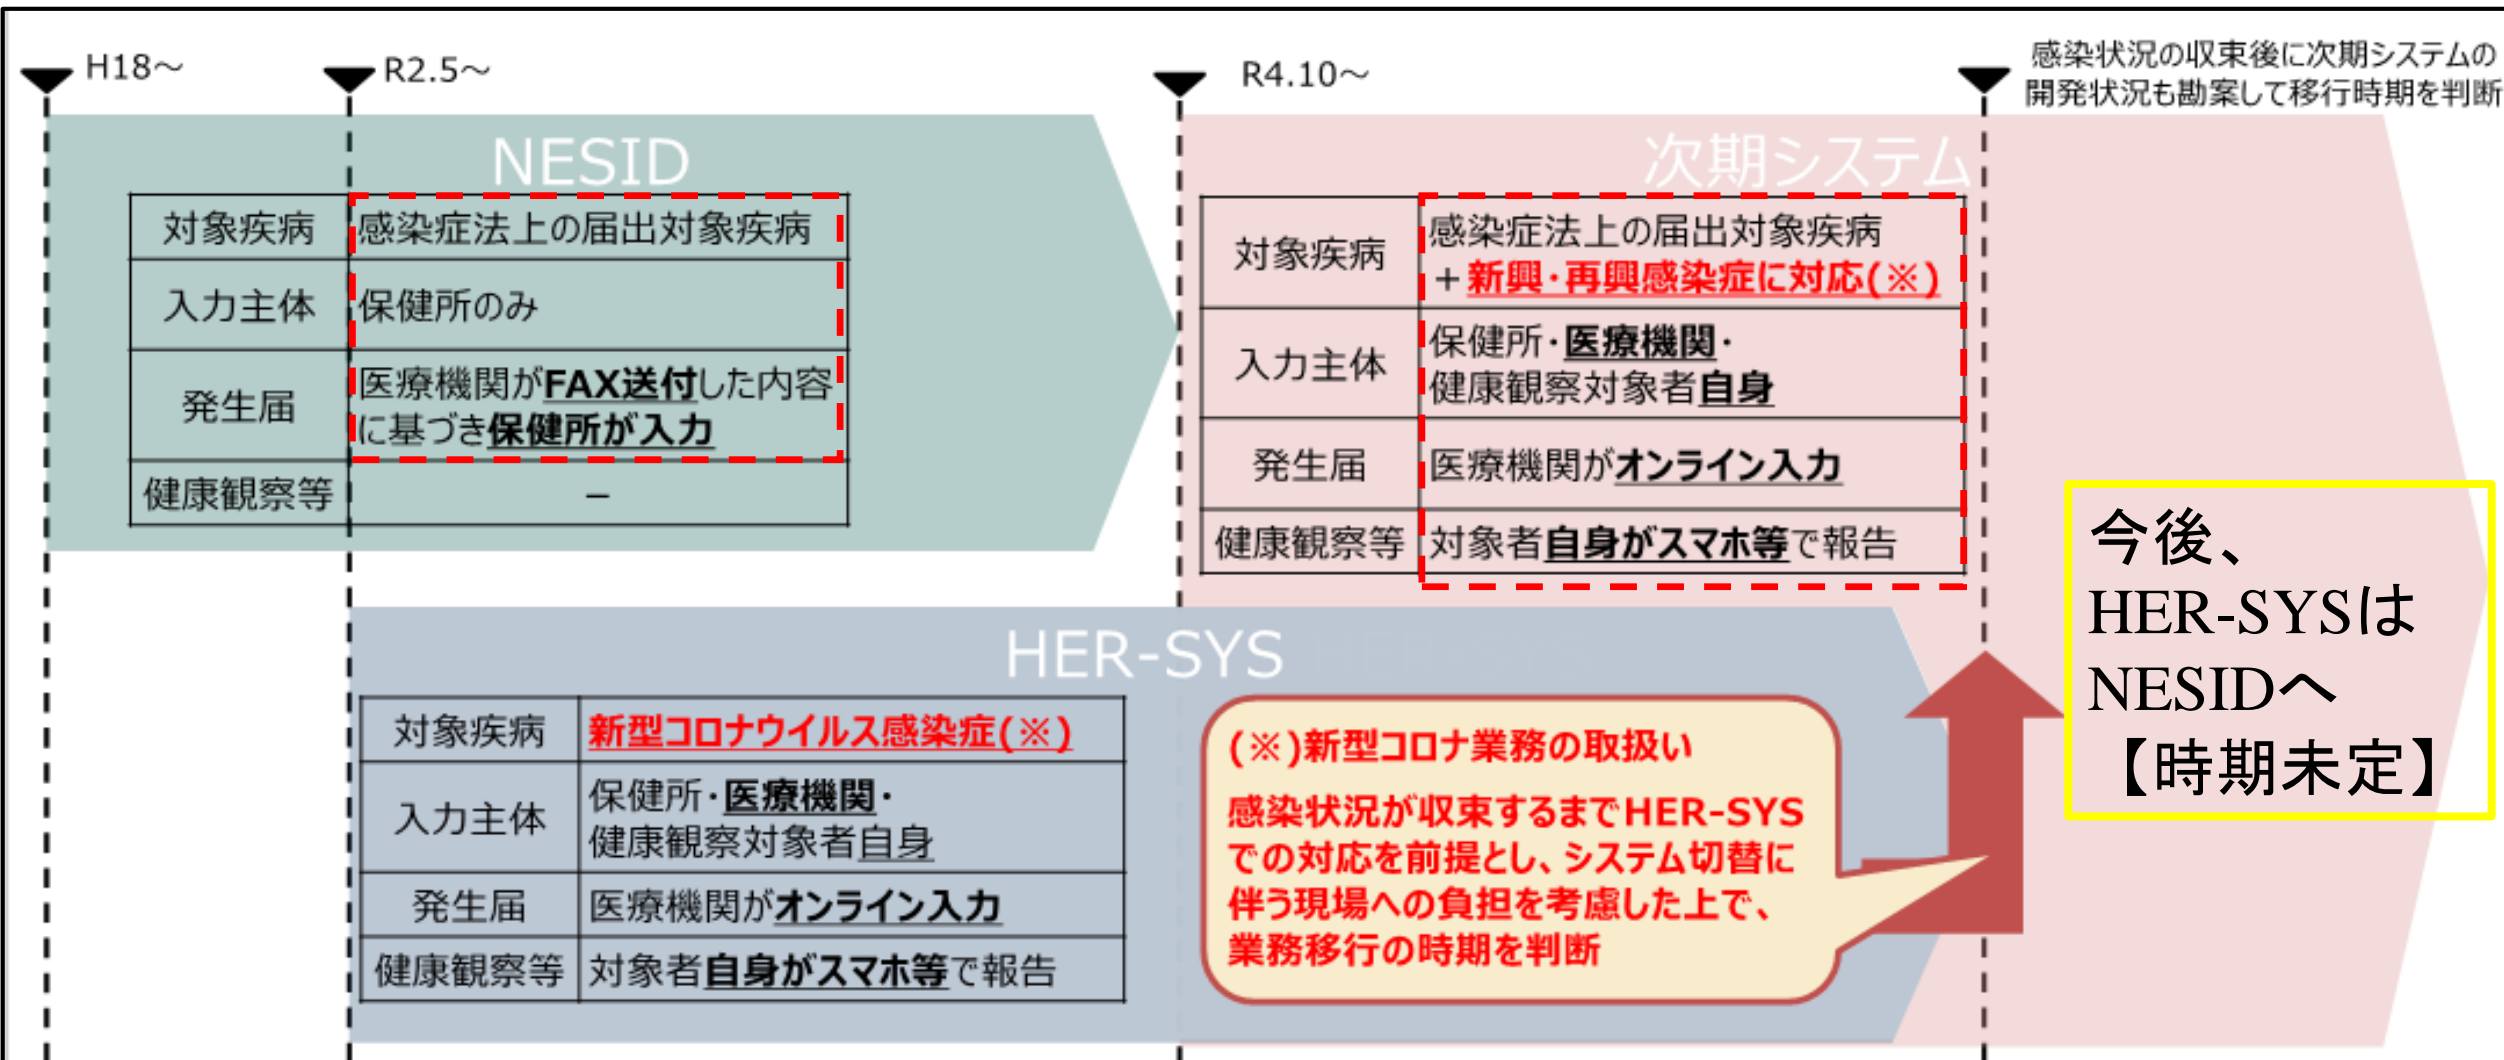 H18～
R2.5～
R4.10～
感染状況の収束後に次期システムの
開発状況も勘案して移行時期を判断
NESID
対象疾病 感染症法上の届出対象疾病
入力主体 保健所のみ
発生届 医療機関がFAX送付した内容
に基づき保健所が入力
健康観察等 －
次期システム
対象疾病 感染症法上の届出対象疾病
＋新興・再興感染症に対応(※)
入力主体 保健所・医療機関・
健康観察対象者自身
発生届 医療機関がオンライン入力
健康観察等 対象者自身がスマホ等で報告
今後、
HER-SYSは
NESIDへ
【時期未定】
HER-SYS
対象疾病 新型コロナウイルス感染症(※)
入力主体 保健所・医療機関・
健康観察対象者自身
発生届 医療機関がオンライン入力
健康観察等 対象者自身がスマホ等で報告
(※)新型コロナ業務の取扱い
感染状況が収束するまでHER-SYS
での対応を前提とし、システム切替に
伴う現場への負担を考慮した上で、
業務移行の時期を判断